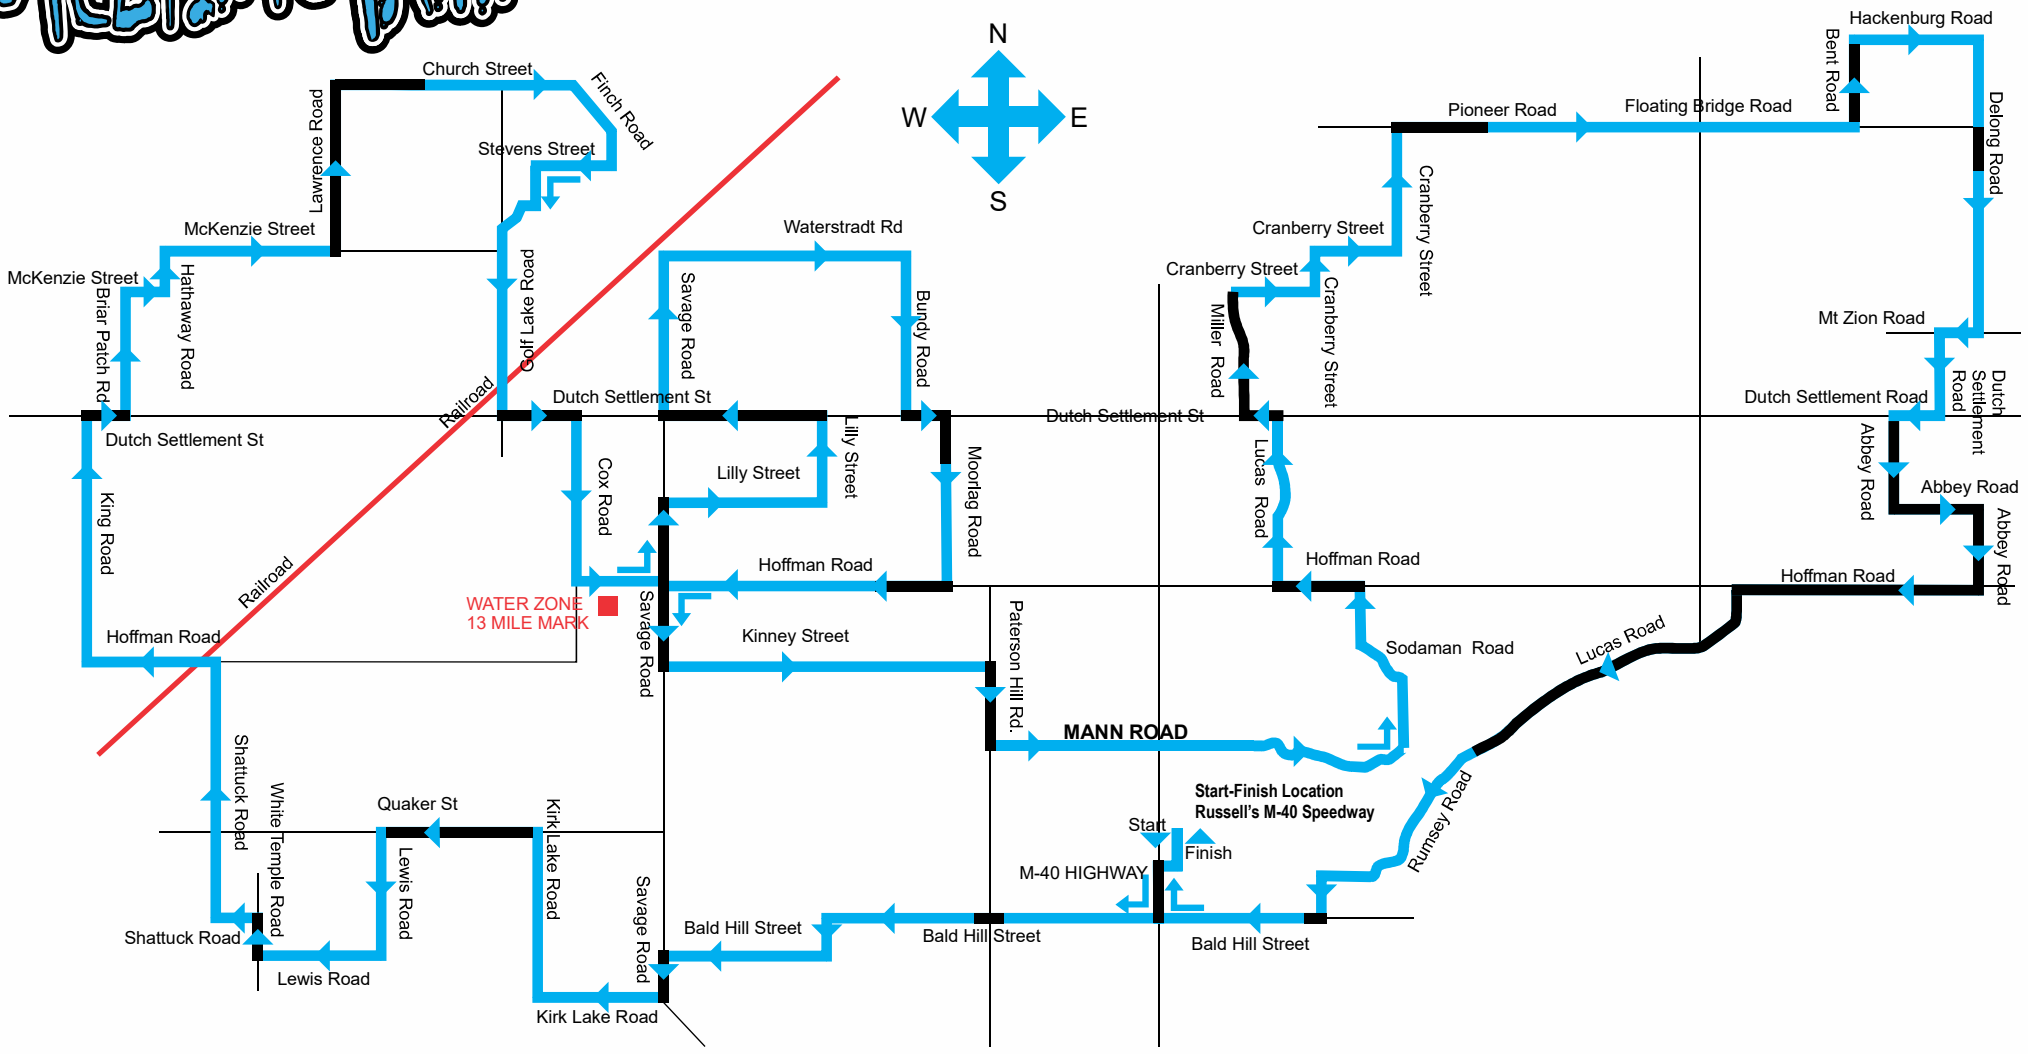 Hackenburg Road
Bent Road
N
Church Street
Finch Road
Lawrence Road
Delong Road
Pioneer Road
Floating Bridge Road
W
E
Stevens Street
S
Cranberry Street
McKenzie Street
Waterstradt Rd
Cranberry Street
Golf Lake Road
McKenzie Street
Hathaway Road
Briar Patch Rd
Savage Road
Bundy Road
Cranberry Street
Cranberry Street
Miller Road
Mt Zion Road
Dutch
Settlement
Road
Railroad
Dutch Settlement St
Dutch Settlement St
Dutch Settlement Road
Dutch Settlement St
Lilly Street
Lilly Street
Cox Road
Moorlag Road
Lucas Road
Abbey Road
Abbey Road
Abbey Road
King Road
Railroad
Hoffman Road
Hoffman Road
Hoffman Road
WATER ZONE
13 MILE MARK
Savage Road
Kinney Street
Paterson Hill Rd.
Sodaman Road
Lucas Road
Hoffman Road
MANN ROAD
Shattuck Road
White Temple Road
Quaker St
Kirk Lake Road
Lewis Road
Start-Finish Location
Russell's M-40 Speedway
Start
Finish
M-40 HIGHWAY
Rumsey Road
Savage Road
Shattuck Road
Bald Hill Street
Bald Hill Street
Bald Hill Street
Lewis Road
Kirk Lake Road